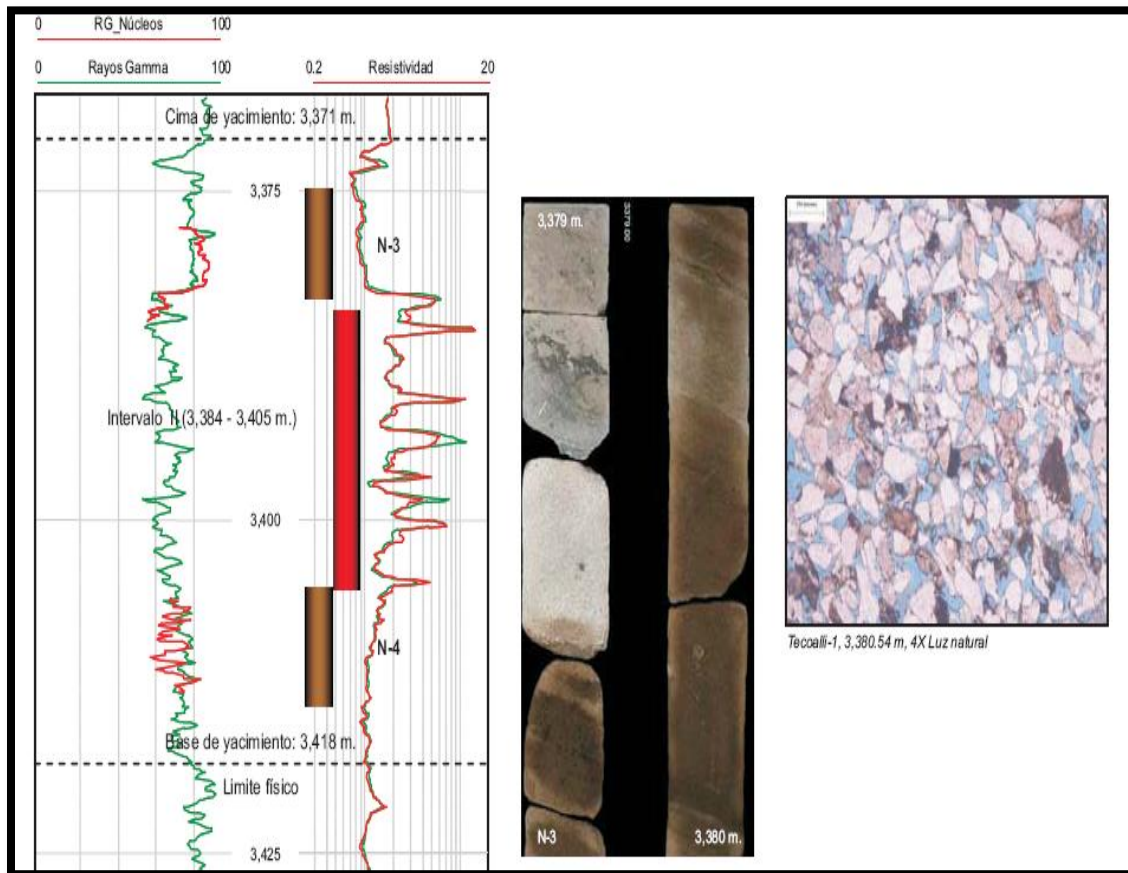 0 RG_Núcleos 100
0 Rayos Gamma 100
0.2 Resistividad 20
Cima de yacimiento: 3,371 m.
3,375
N-3
Intervalo II (3,384 - 3,405 m.)
3,400
N-4
Base de yacimiento: 3,418 m.
Limite físico
3,425
3,379 m.
3379.00
N-3
3,380 m.
Tecoalli-1, 3,380.54 m, 4X Luz natural